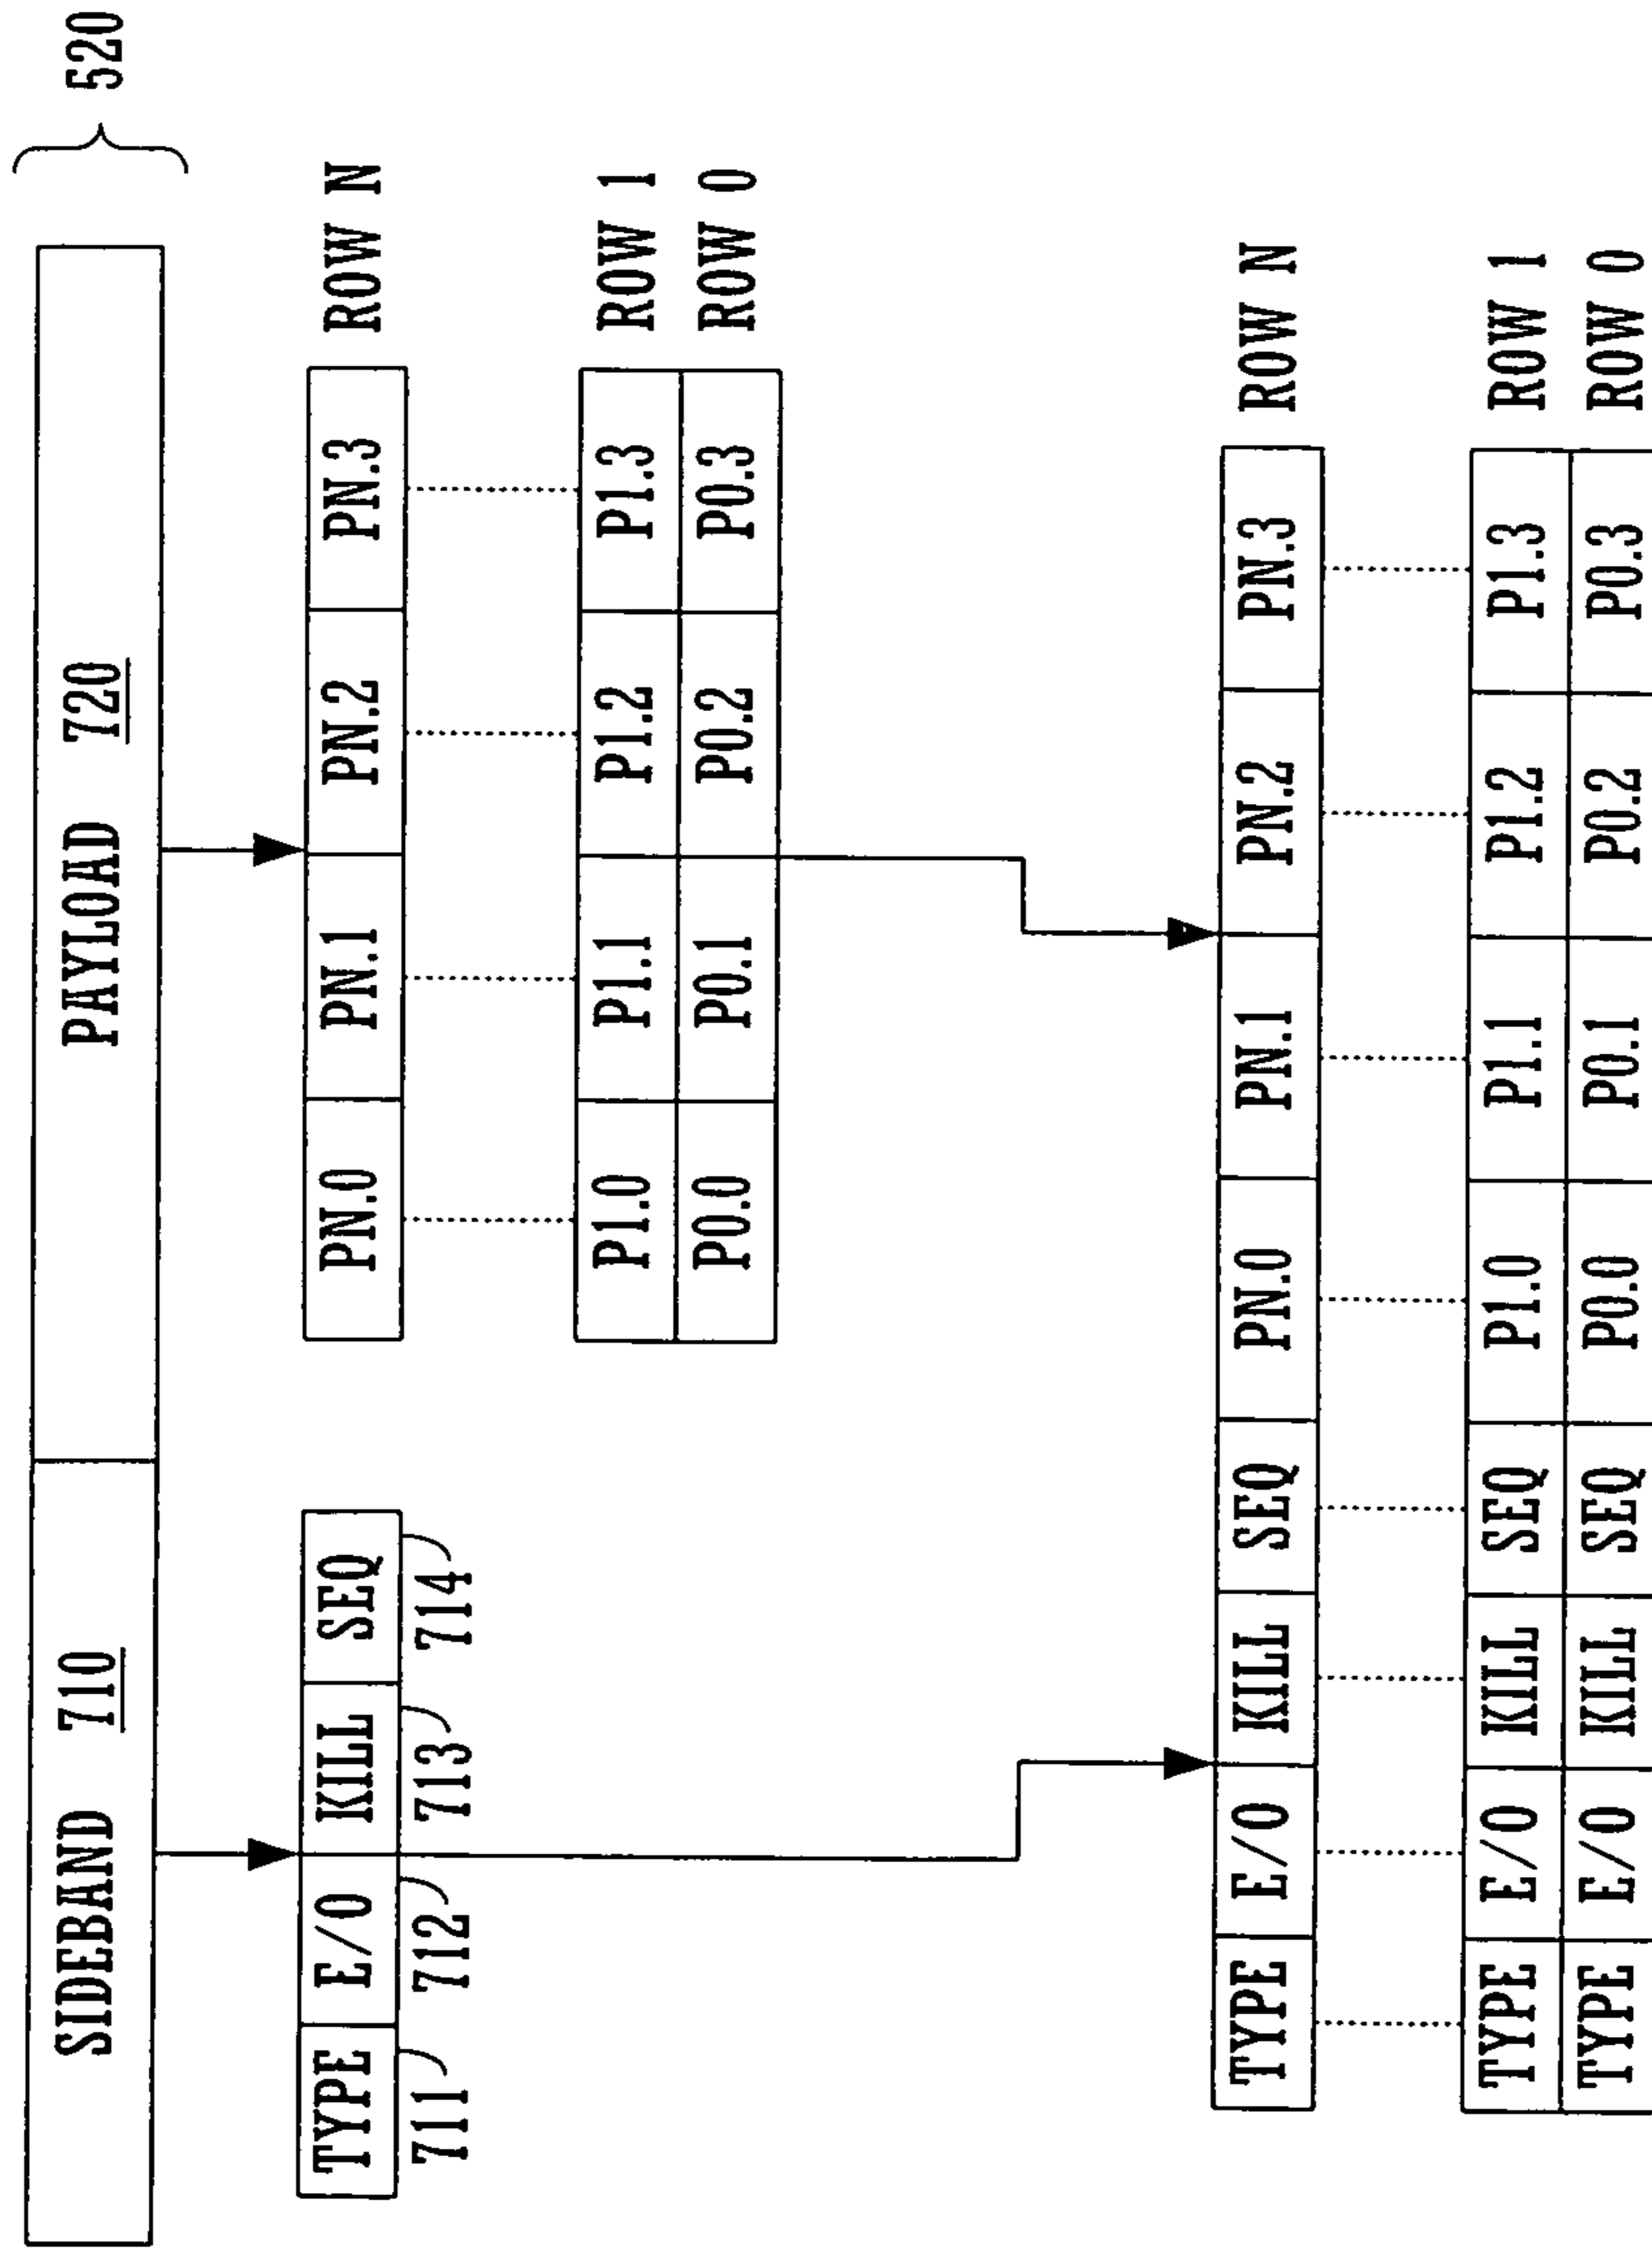 SIDEBAND 710 PAYLOAD 720 520
TYPE E/O KILL SEQ PN.0 PN.1 PN.2 PN.3 ROW N
711 712 713 714
P1.0 P1.1 P1.2 P1.3 ROW 1
P0.0 P0.1 P0.2 P0.3 ROW 0
TYPE E/O KILL SEQ PN.0 PN.1 PN.2 PN.3 ROW N
TYPE E/O KILL SEQ P1.0 P1.1 P1.2 P1.3 ROW 1
TYPE E/O KILL SEQ P0.0 P0.1 P0.2 P0.3 ROW 0